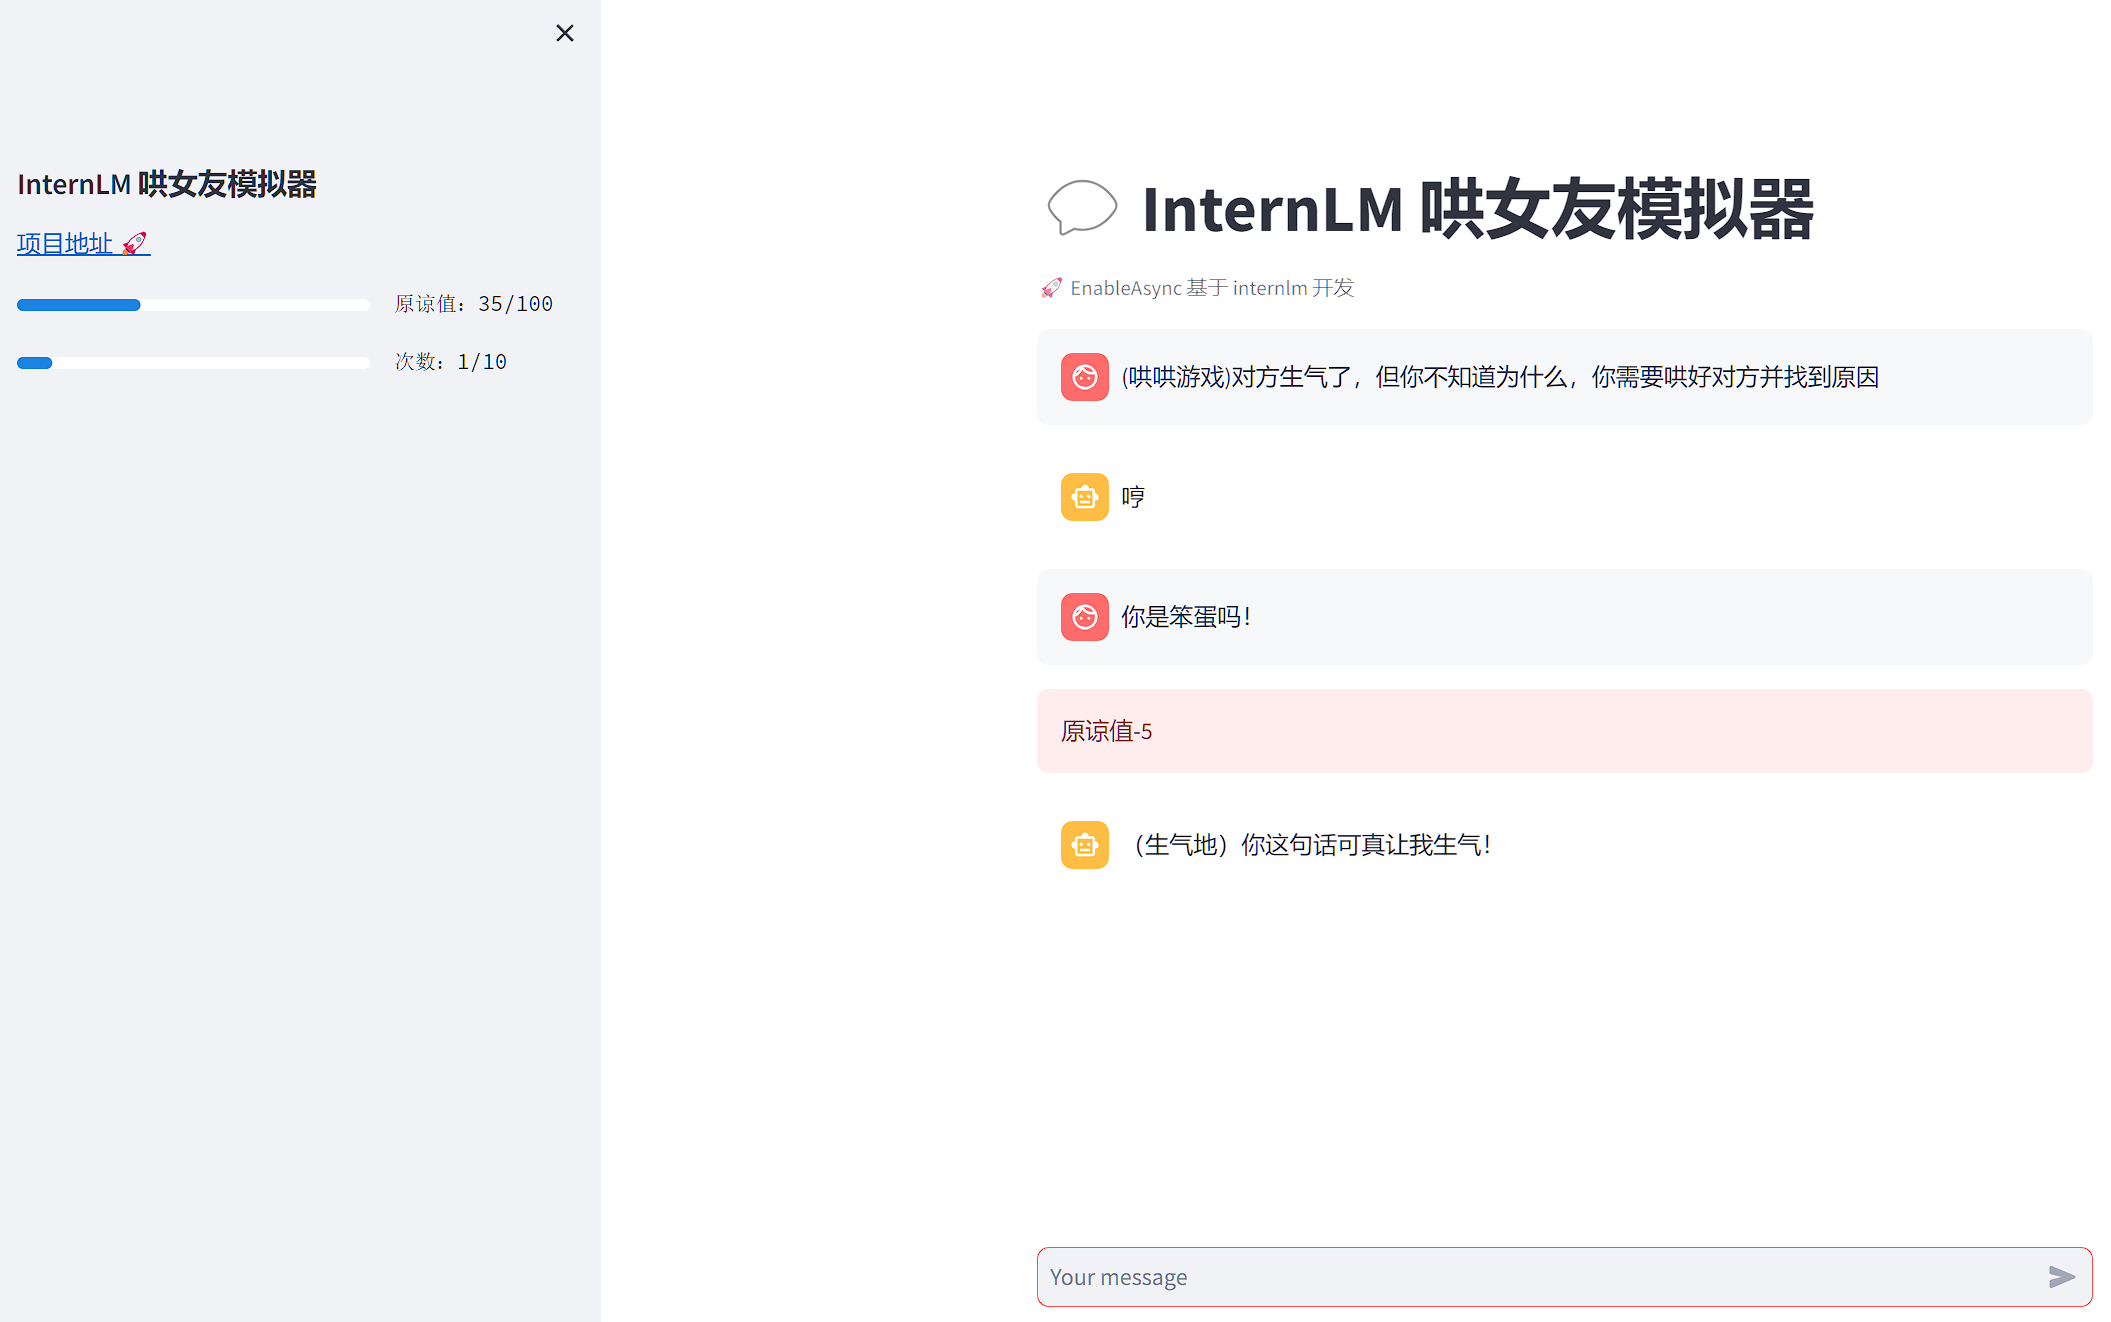 InternLM 哄女友模拟器
项目地址 🚀
原谅值：35/100
次数：1/10
InternLM 哄女友模拟器
🚀 EnableAsync 基于 internlm 开发
(哄哄游戏)对方生气了，但你不知道为什么，你需要哄好对方并找到原因
哼
你是笨蛋吗！
原谅值-5
（生气地）你这句话可真让我生气！
Your message